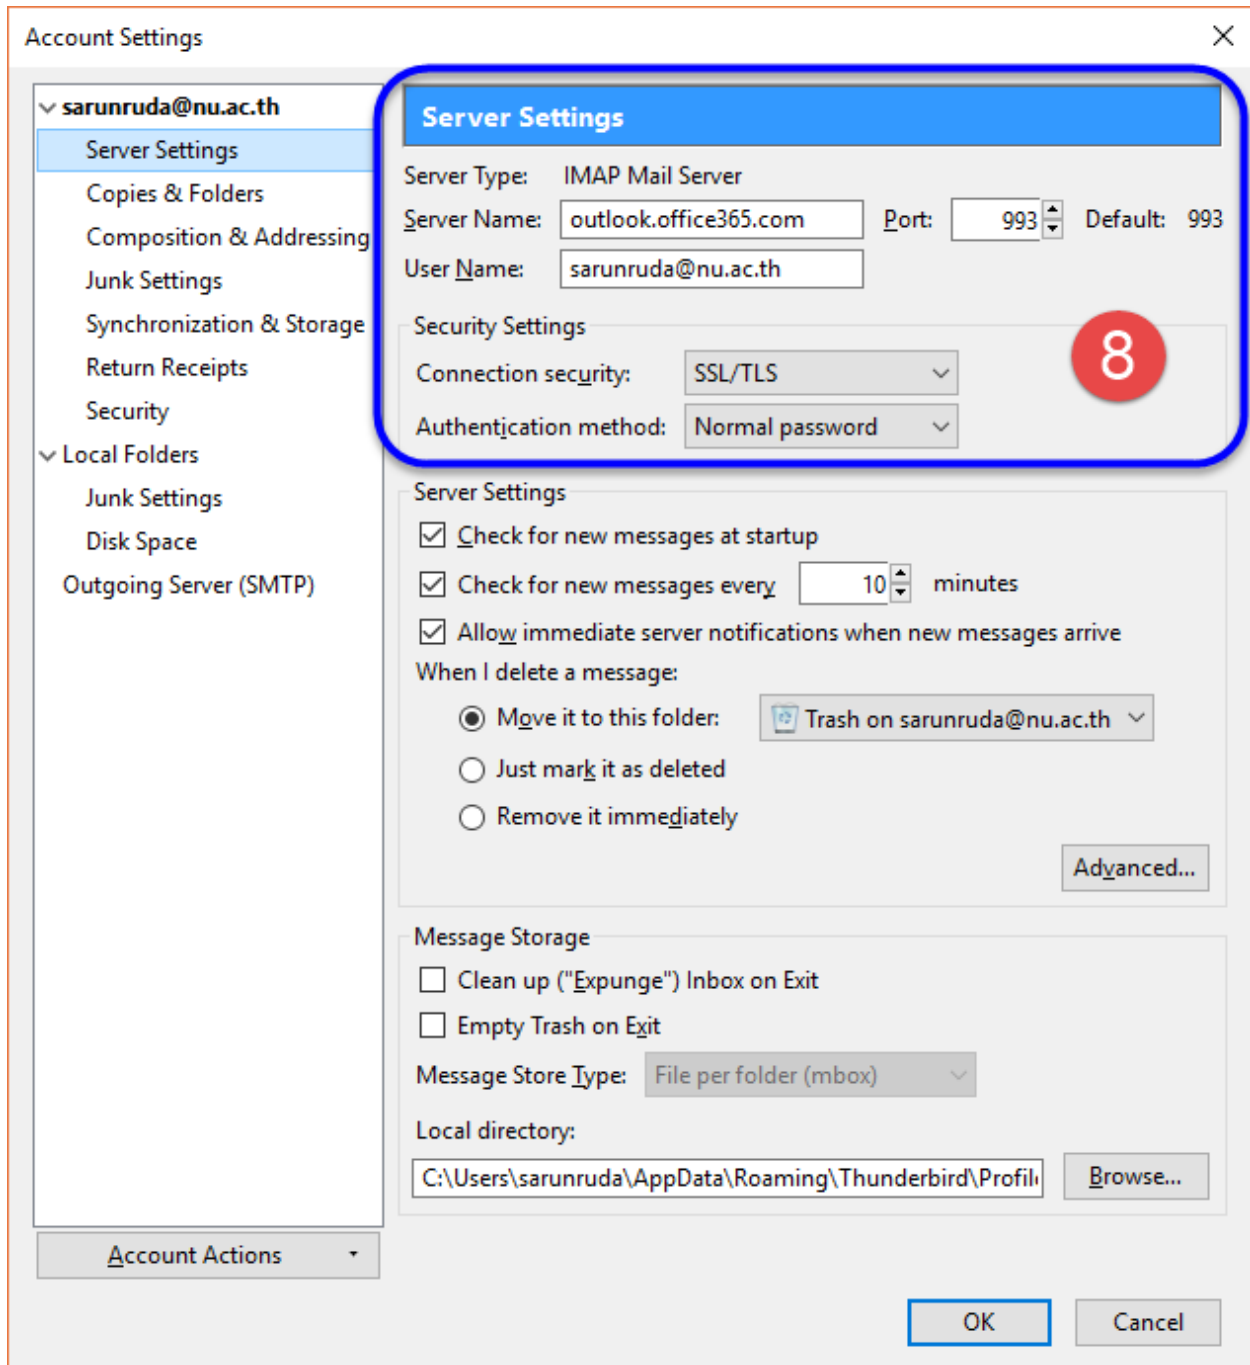 Account Settings
sarunruda@nu.ac.th
Server Settings
Copies & Folders
Composition & Addressing
Junk Settings
Synchronization & Storage
Return Receipts
Security
Local Folders
Junk Settings
Disk Space
Outgoing Server (SMTP)
Account Actions
Server Settings
Server Type: IMAP Mail Server
Server Name: outlook.office365.com Port: 993 Default: 993
User Name: sarunruda@nu.ac.th
Security Settings
8
Connection security: SSL/TLS
Authentication method: Normal password
Server Settings
Check for new messages at startup
Check for new messages every 10 minutes
Allow immediate server notifications when new messages arrive
When I delete a message:
Move it to this folder: Trash on sarunruda@nu.ac.th
Just mark it as deleted
Remove it immediately
Advanced...
Message Storage
Clean up ("Expunge") Inbox on Exit
Empty Trash on Exit
Message Store Type: File per folder (mbox)
Local directory:
C:\Users\sarunruda\AppData\Roaming\Thunderbird\Profil Browse...
OK Cancel